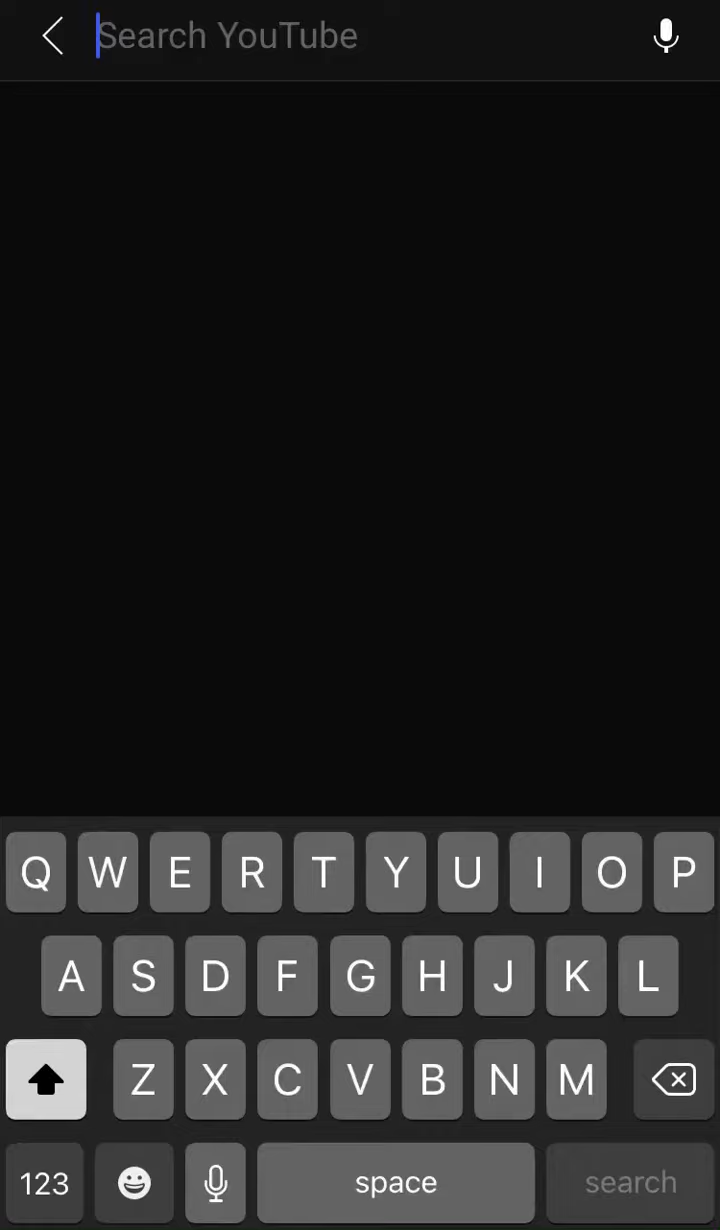 Search YouTube
Q W E R T Y U I O P
A S D F G H J K L
Z X C V B N M
123 space search